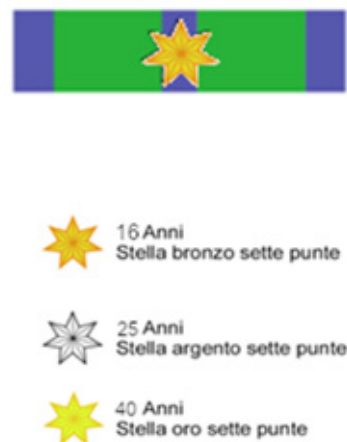 16 Anni
Stella bronzo sette punte
25 Anni
Stella argento sette punte
40 Anni
Stella oro sette punte